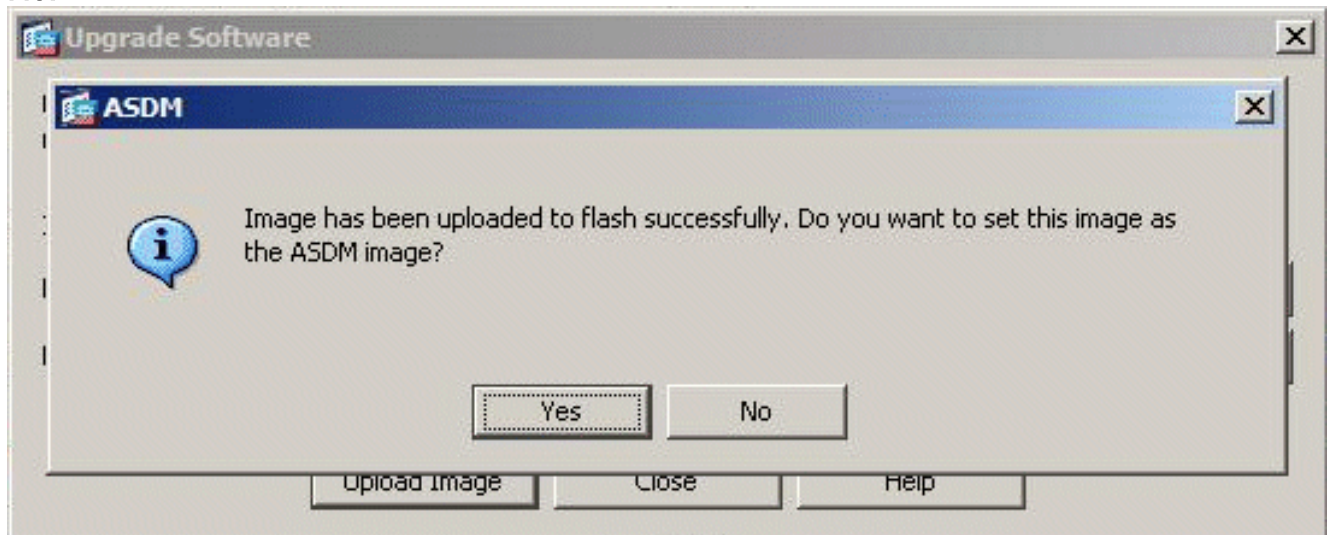 Upgrade Software
ASDM
Image has been uploaded to flash successfully. Do you want to set this image as
the ASDM image?
Yes
No
Upload Image
Close
Help